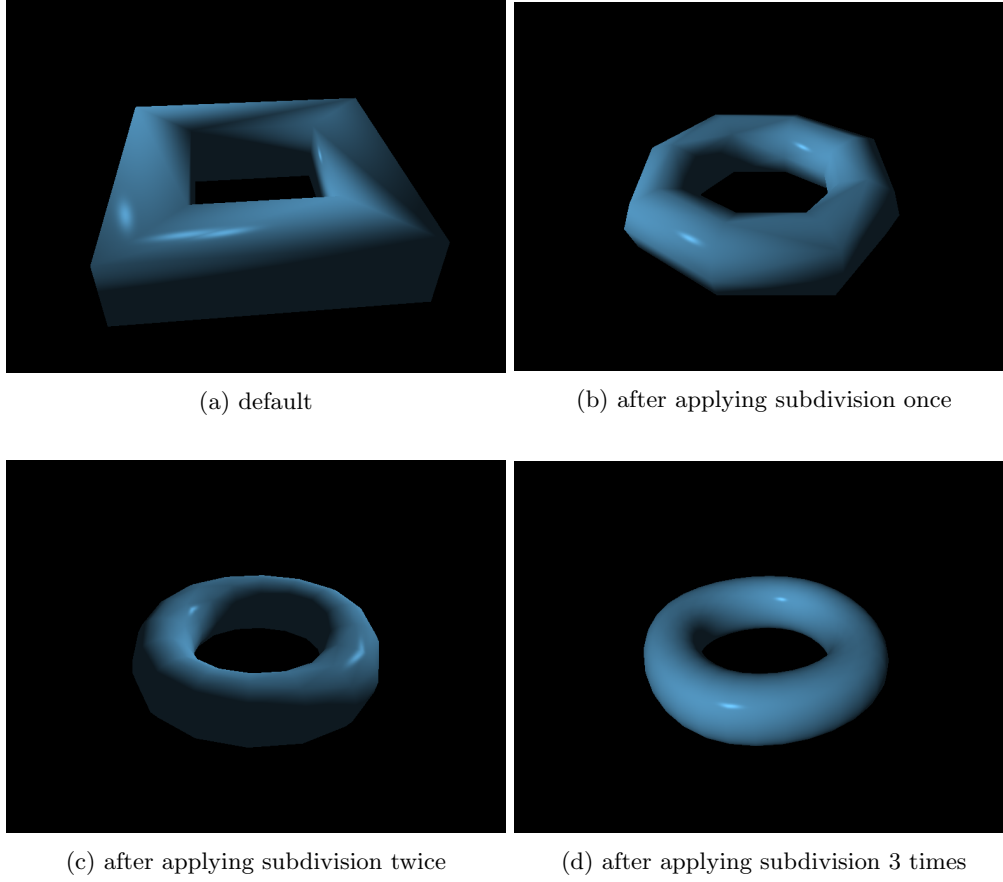 (a) default
(b) after applying subdivision once
(c) after applying subdivision twice
(d) after applying subdivision 3 times